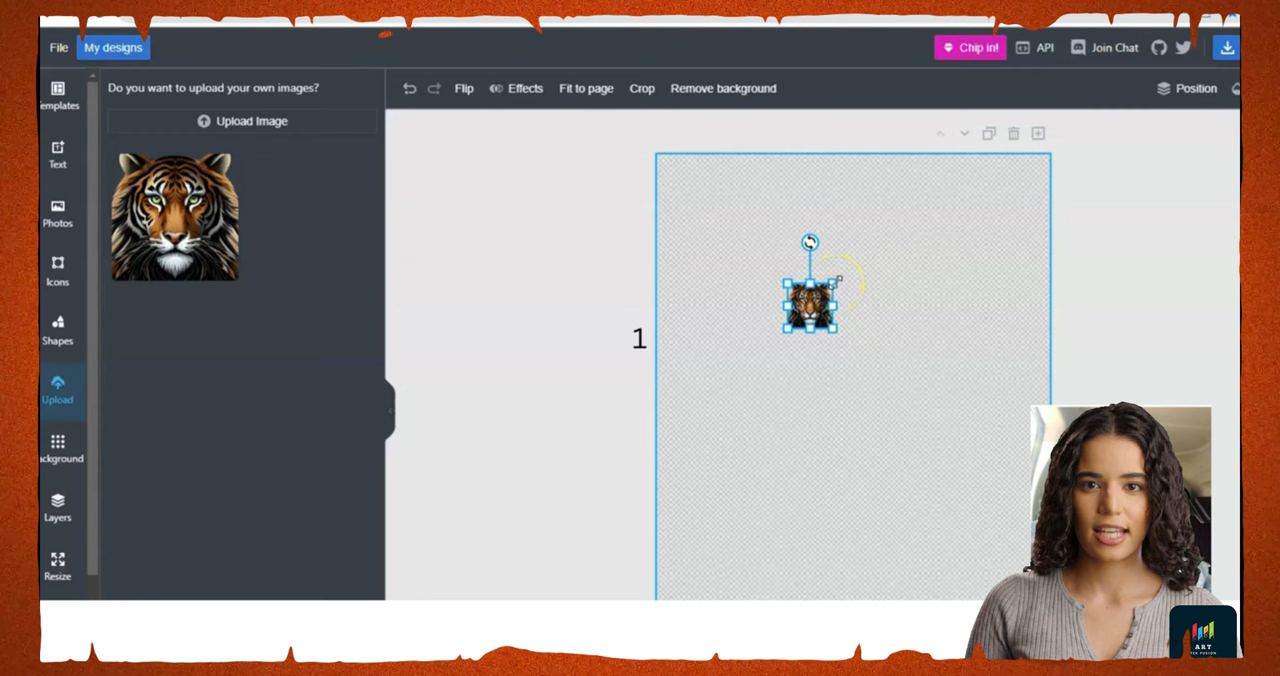 File
My designs
Chip in!
API
Join Chat
emplates
Text
Photos
Icons
Shapes
Upload
ackground
Layers
Resize
Do you want to upload your own images?
Upload Image
Flip
Effects
Fit to page
Crop
Remove background
Position
1
ART